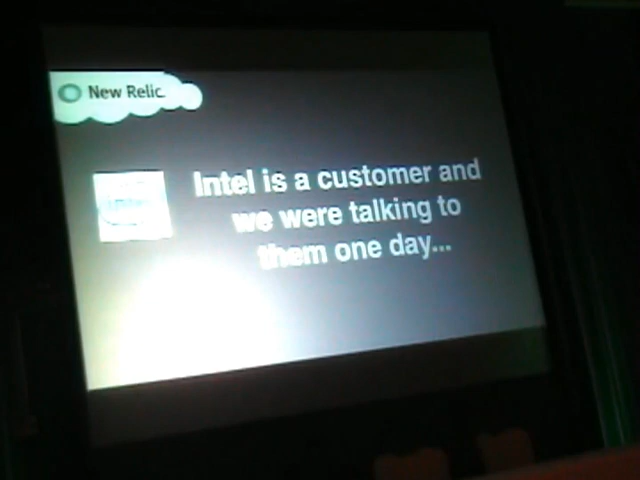 New Relic
Intel is a customer and
we were talking to
them one day...